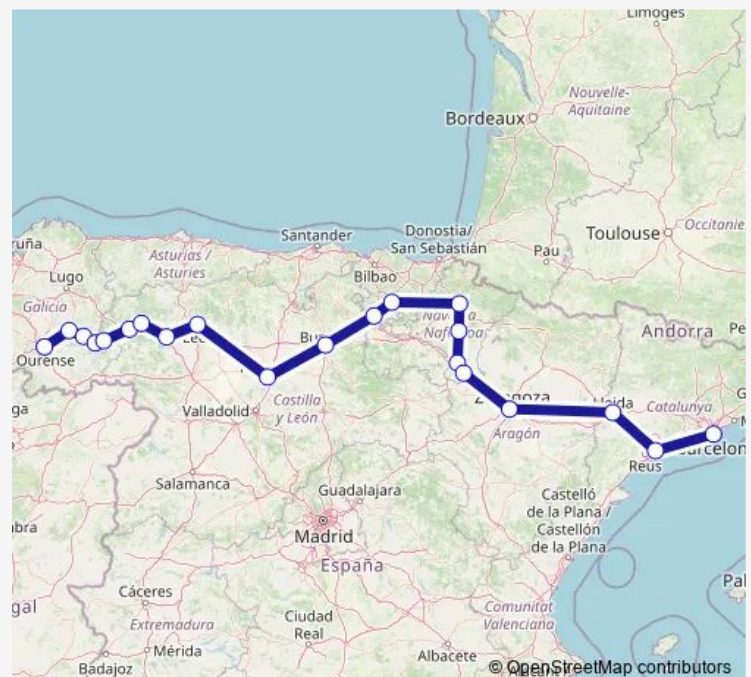 Limoges
Nouvelle-
Aquitaine
Bordeaux
Santander
Donostia/
San Sebastián
Toulouse
Occitanie
Pau
Asturias /
Asturies
Bilbao
Lugo
Galicia
Andorra
Ourense
Valladolid
Castilla
y León
Catalunya
Aragón
Reus
Salamanca
Guadalajara
Castelló
de la Plana /
Castellón
de la Plana
Madrid
España
Cáceres
Extremadura
Ciudad
Real
Comunitat
Valenciana
Mérida
Albacete
Badajoz
© OpenStreetMap contributors